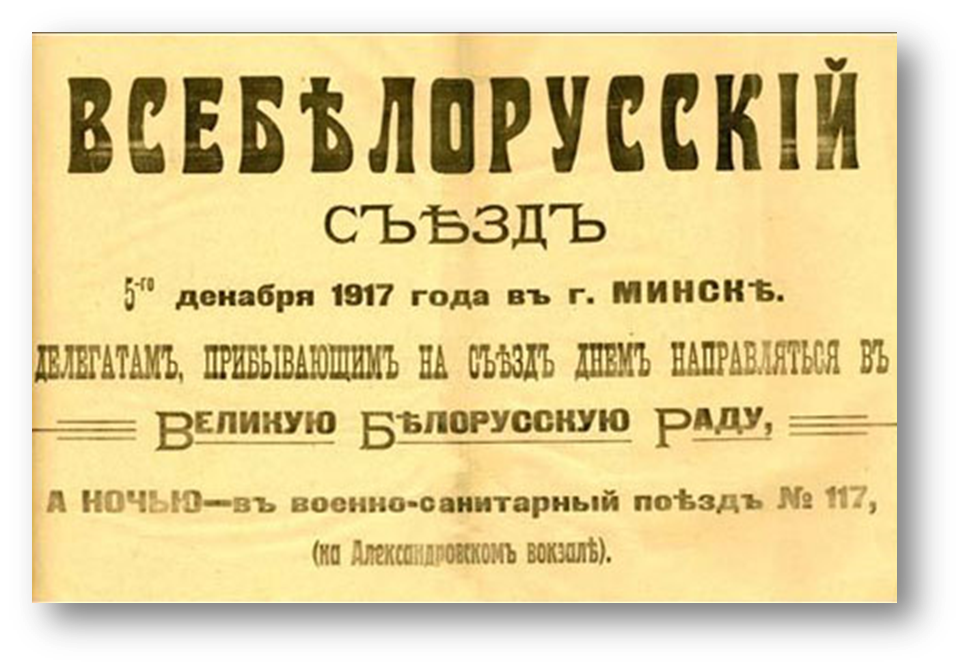 ВСЕБѢЛОРУССКІЙ
СЪѢЗДЪ
5-го декабря 1917 года въ г. МИНСКѢ.
ДЕЛЕГАТАМЪ, ПРИБЫВАЮЩИМЪ НА СЪѢЗДЪ ДНЕМЪ НАПРАВЛЯТЬСЯ ВЪ
ВЕЛИКУЮ БѢЛОРУССКУЮ РАДУ,
А НОЧЬЮ—въ военно-санитарный поѣздъ № 117,
(на Александровскомъ вокзалѣ).